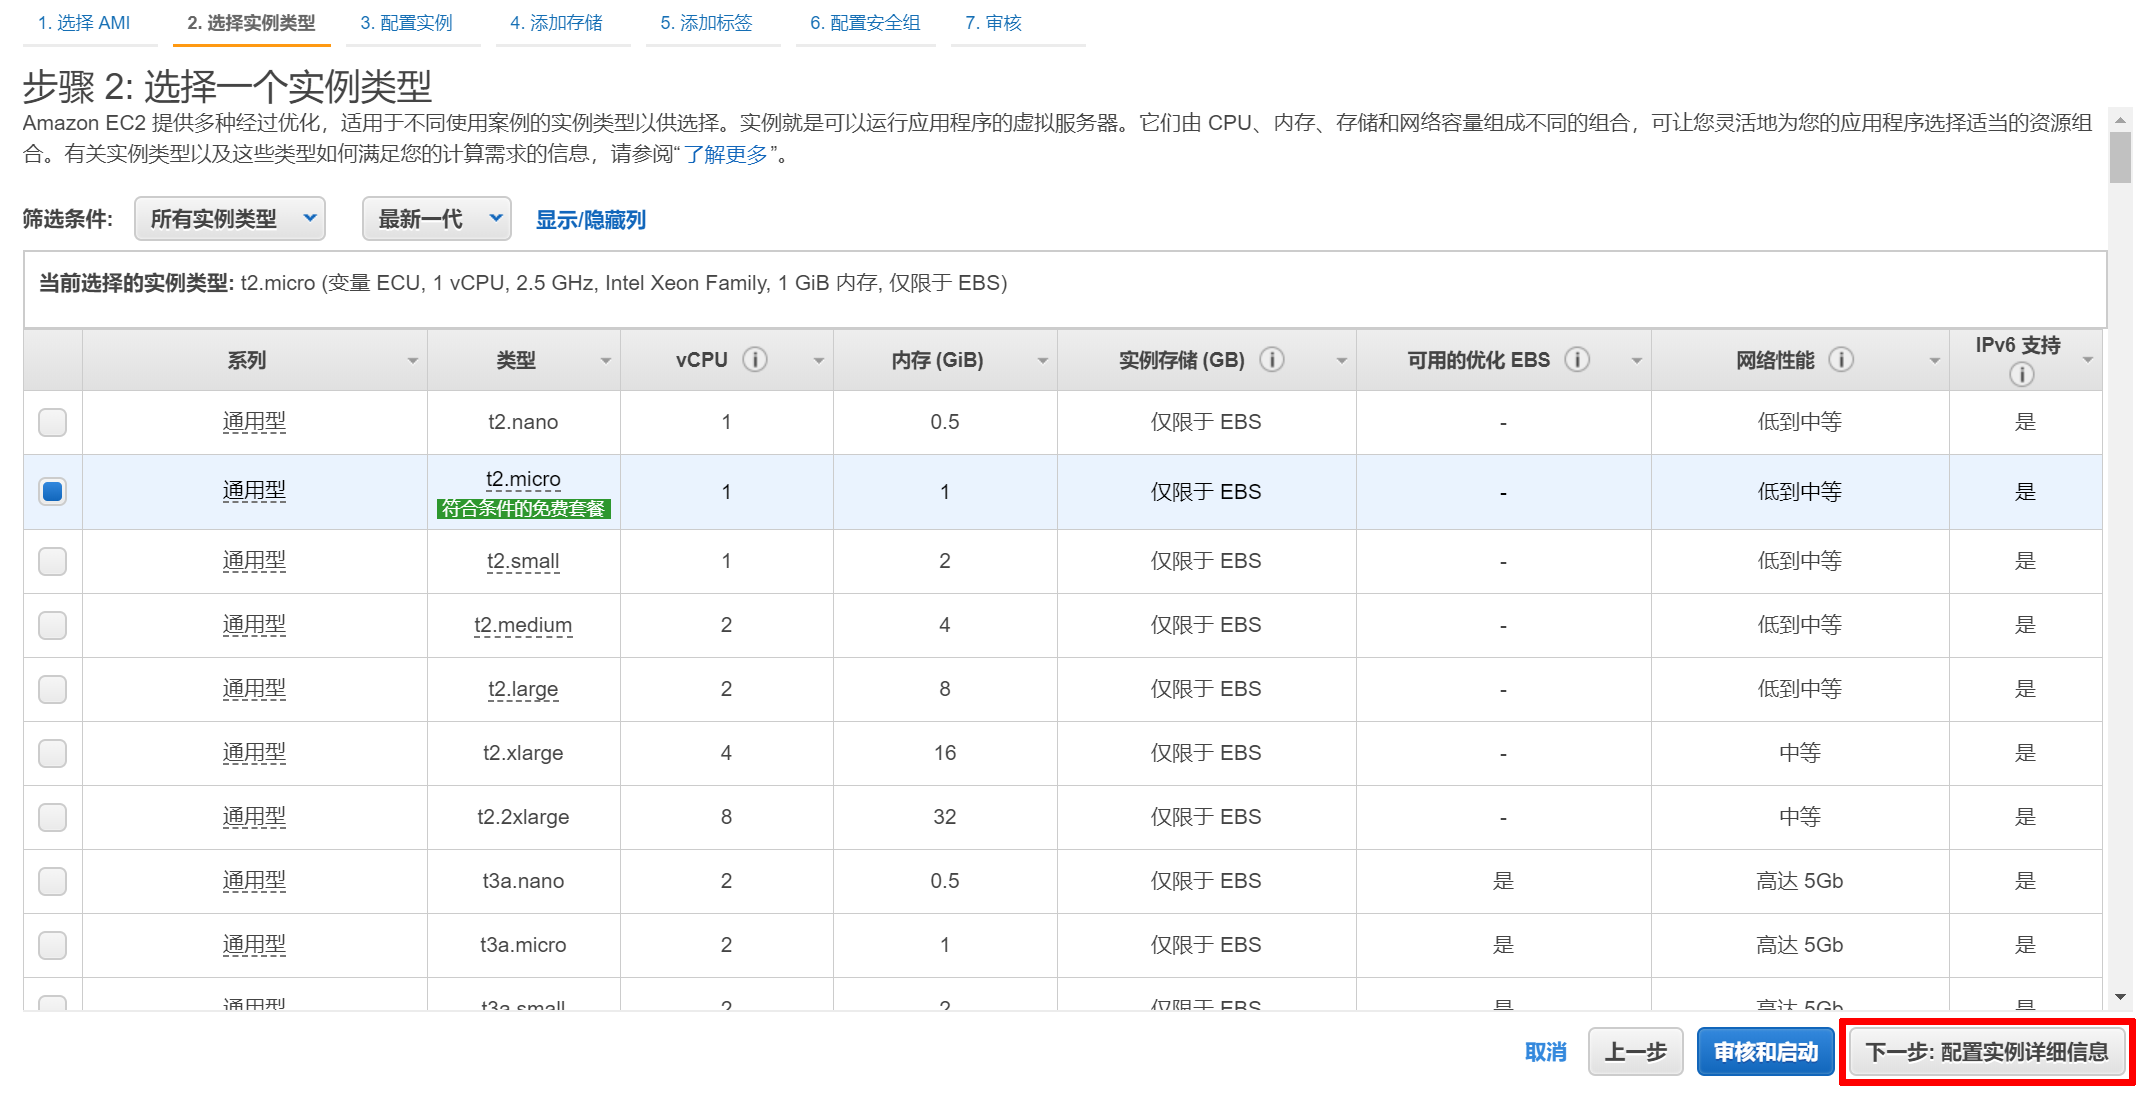 1. 选择 AMI 2. 选择实例类型 3. 配置实例 4. 添加存储 5. 添加标签 6. 配置安全组 7. 审核
步骤 2: 选择一个实例类型
Amazon EC2 提供多种经过优化，适用于不同使用案例的实例类型以供选择。实例就是可以运行应用程序的虚拟服务器。它们由 CPU、内存、存储和网络容量组成不同的组合，可让您灵活地为您的应用程序选择适当的资源组
合。有关实例类型以及这些类型如何满足您的计算需求的信息，请参阅“了解更多”。
筛选条件: 所有实例类型 最新一代 显示/隐藏列
当前选择的实例类型: t2.micro (变量 ECU, 1 vCPU, 2.5 GHz, Intel Xeon Family, 1 GiB 内存, 仅限于 EBS)
系列 类型 vCPU 内存 (GiB) 实例存储 (GB) 可用的优化 EBS 网络性能 IPv6 支持
通用型 t2.nano 1 0.5 仅限于 EBS - 低到中等 是
通用型 t2.micro 1 1 仅限于 EBS - 低到中等 是
符合条件的免费套餐
通用型 t2.small 1 2 仅限于 EBS - 低到中等 是
通用型 t2.medium 2 4 仅限于 EBS - 低到中等 是
通用型 t2.large 2 8 仅限于 EBS - 低到中等 是
通用型 t2.xlarge 4 16 仅限于 EBS - 中等 是
通用型 t2.2xlarge 8 32 仅限于 EBS - 中等 是
通用型 t3a.nano 2 0.5 仅限于 EBS 是 高达 5Gb 是
通用型 t3a.micro 2 1 仅限于 EBS 是 高达 5Gb 是
通用型 t3a.small 2 2 仅限于 EBS 是 高达 5Gb 是
取消 上一步 审核和启动 下一步: 配置实例详细信息